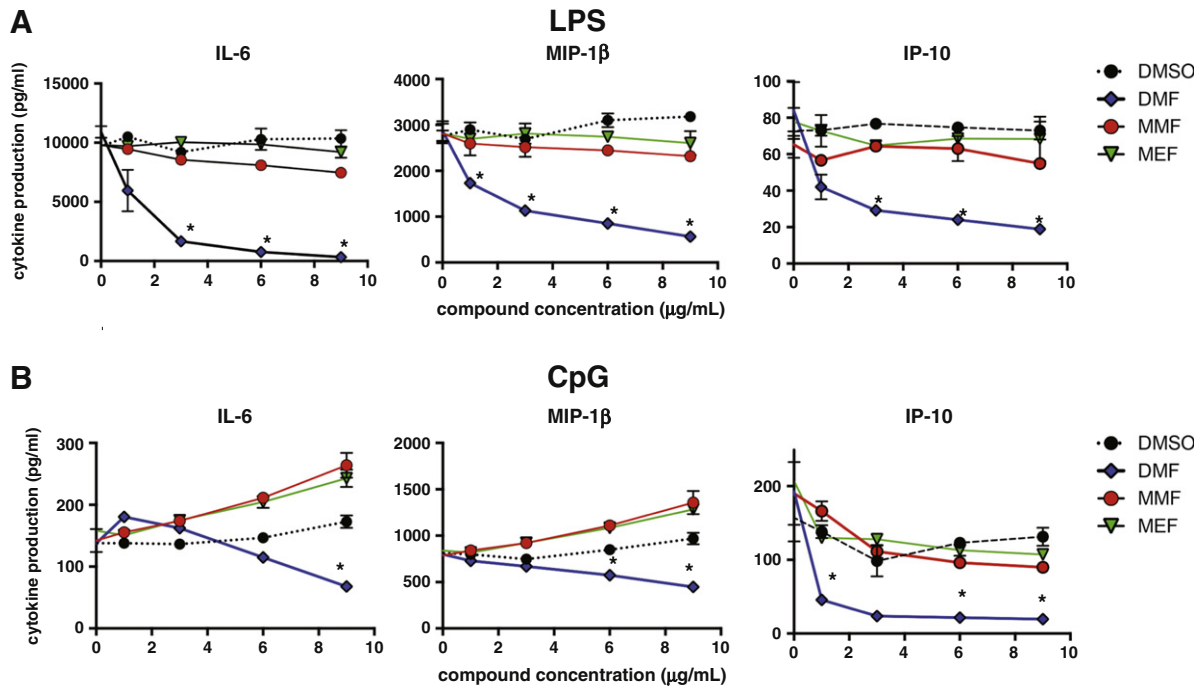 A
LPS
IL-6
MIP-1β
IP-10
cytokine production (pg/ml)
15000
10000
5000
0
0 2 4 6 8 10
4000
3000
2000
1000
0
0 2 4 6 8 10
100
80
60
40
20
0
0 2 4 6 8 10
* * *
* * * *
* * *
compound concentration (µg/mL)
DMSO
DMF
MMF
MEF
B
CpG
IL-6
MIP-1β
IP-10
cytokine production (pg/ml)
300
200
100
0
0 2 4 6 8 10
2000
1500
1000
500
0
0 2 4 6 8 10
200
100
0
0 2 4 6 8 10
*
* *
* * *
compound concentration (µg/mL)
DMSO
DMF
MMF
MEF